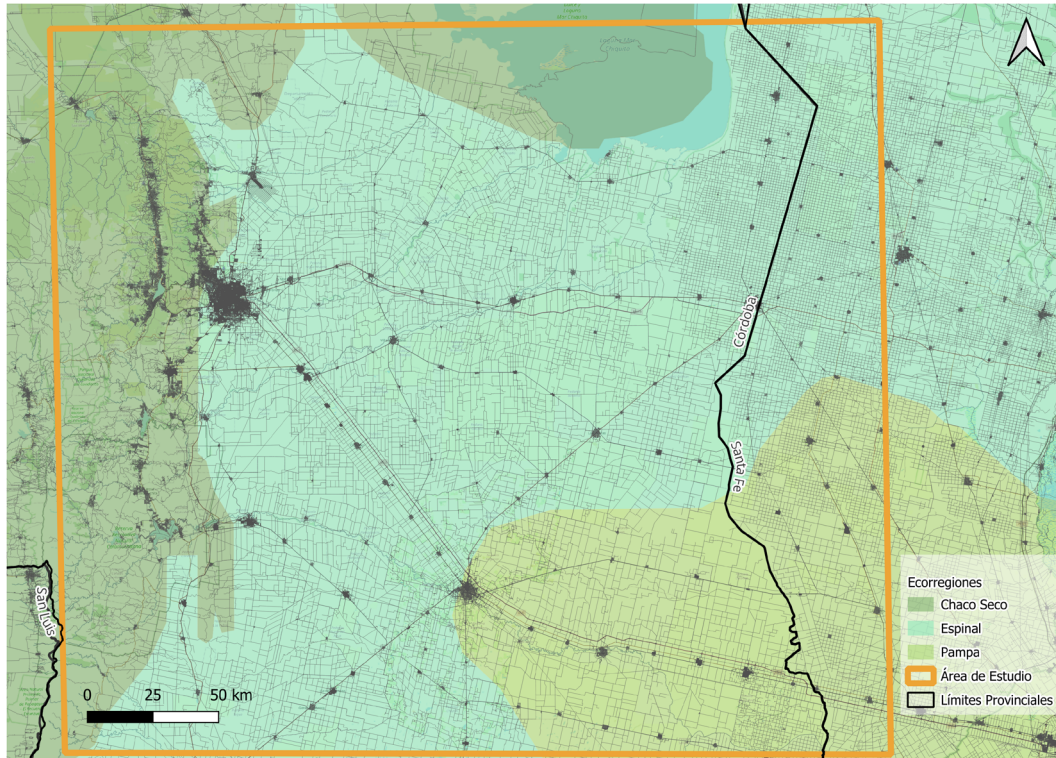 Córdoba
Santa Fe
San Luis
0 25 50 km
Ecorregiones
Chaco Seco
Espinal
Pampa
Área de Estudio
Límites Provinciales